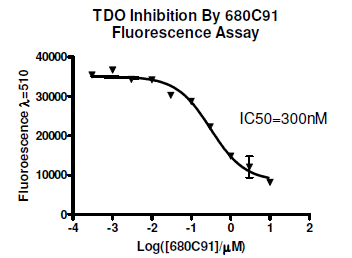 TDO Inhibition By 680C91
Fluorescence Assay
40000
30000
20000
10000
0
Fluoroescence λ=510
IC50=300nM
-4 -3 -2 -1 0 1 2
Log([680C91]/μM)